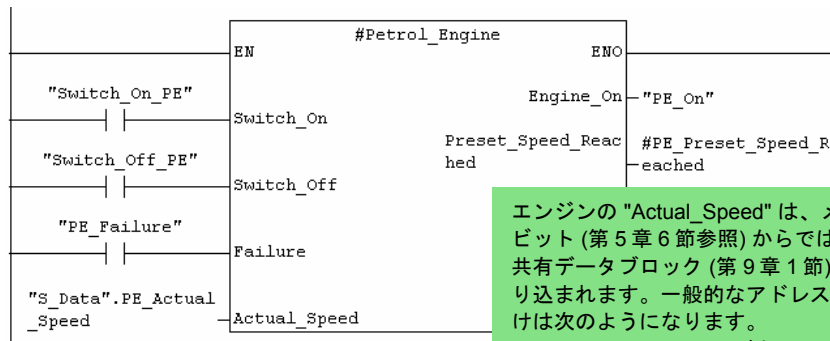 #Petrol_Engine
EN
ENO
"Switch_On_PE"
Engine_On
"PE_On"
Switch_On
Preset_Speed_Reac
hed
#PE_Preset_Speed_R
eached
"Switch_Off_PE"
Switch_Off
"PE_Failure"
Failure
"S_Data".PE_Actual
_Speed
Actual_Speed
エンジンの "Actual_Speed" は、
ビット (第 5 章 6 節参照) からでは
共有データブロック (第 9 章 1 節)
り込まれます。一般的なアドレス
けは次のようになります。